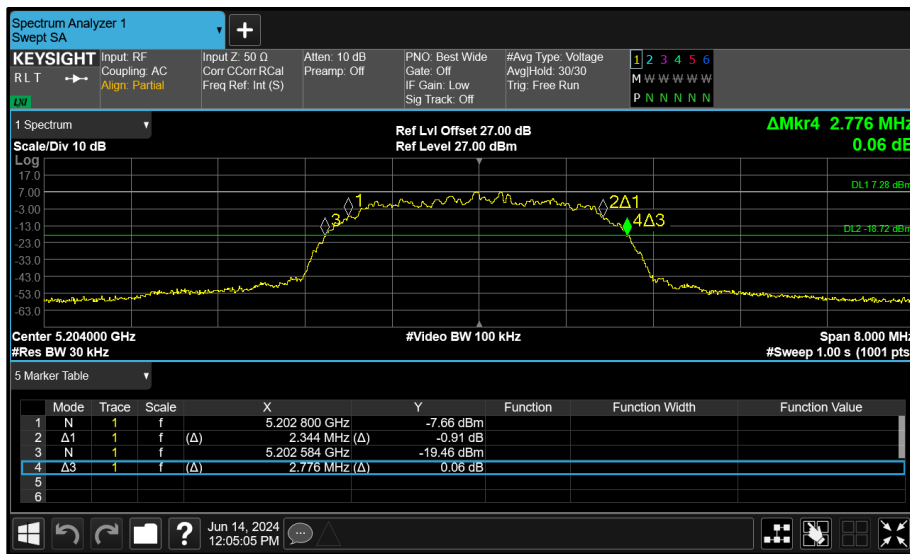 Spectrum Analyzer 1
Swept SA
+
KEYSIGHT
RLT
LXI
Input: RF
Coupling: AC
Align: Partial
Input Z: 50 Ω
Corr CCorr RCal
Freq Ref: Int (S)
Atten: 10 dB
Preamp: Off
PNO: Best Wide
Gate: Off
IF Gain: Low
Sig Track: Off
#Avg Type: Voltage
Avg|Hold: 30/30
Trig: Free Run
1 2 3 4 5 6
M W W W W W
P N N N N N
1 Spectrum
Scale/Div 10 dB
Ref Lvl Offset 27.00 dB
Ref Level 27.00 dBm
ΔMkr4 2.776 MHz
0.06 dB
Log
17.0
7.00
-3.00
-13.0
-23.0
-33.0
-43.0
-53.0
-63.0
DL1 7.28 dBm
1
2Δ1
3
4Δ3
DL2 -18.72 dBm
Center 5.204000 GHz
#Video BW 100 kHz
Span 8.000 MHz
#Res BW 30 kHz
#Sweep 1.00 s (1001 pts
5 Marker Table
Mode Trace Scale X Y Function Function Width Function Value
1 N 1 f 5.202 800 GHz -7.66 dBm
2 Δ1 1 f (Δ) 2.344 MHz (Δ) -0.91 dB
3 N 1 f 5.202 584 GHz -19.46 dBm
4 Δ3 1 f (Δ) 2.776 MHz (Δ) 0.06 dB
5
6
?
Jun 14, 2024
12:05:05 PM